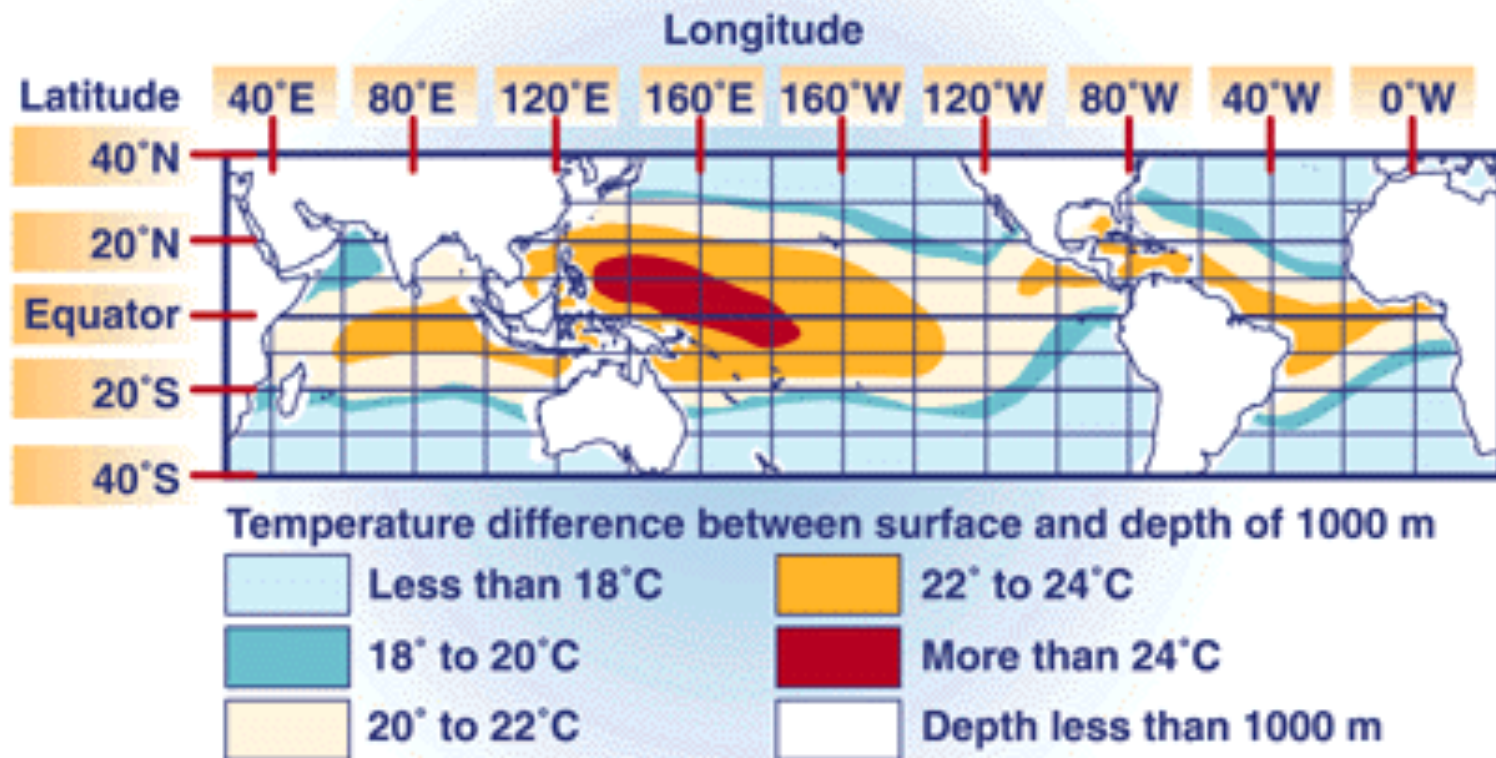 Longitude
Latitude 40˚E 80˚E 120˚E 160˚E 160˚W 120˚W 80˚W 40˚W 0˚W
40˚N
20˚N
Equator
20˚S
40˚S
Temperature difference between surface and depth of 1000 m
Less than 18˚C 22˚ to 24˚C
18˚ to 20˚C More than 24˚C
20˚ to 22˚C Depth less than 1000 m